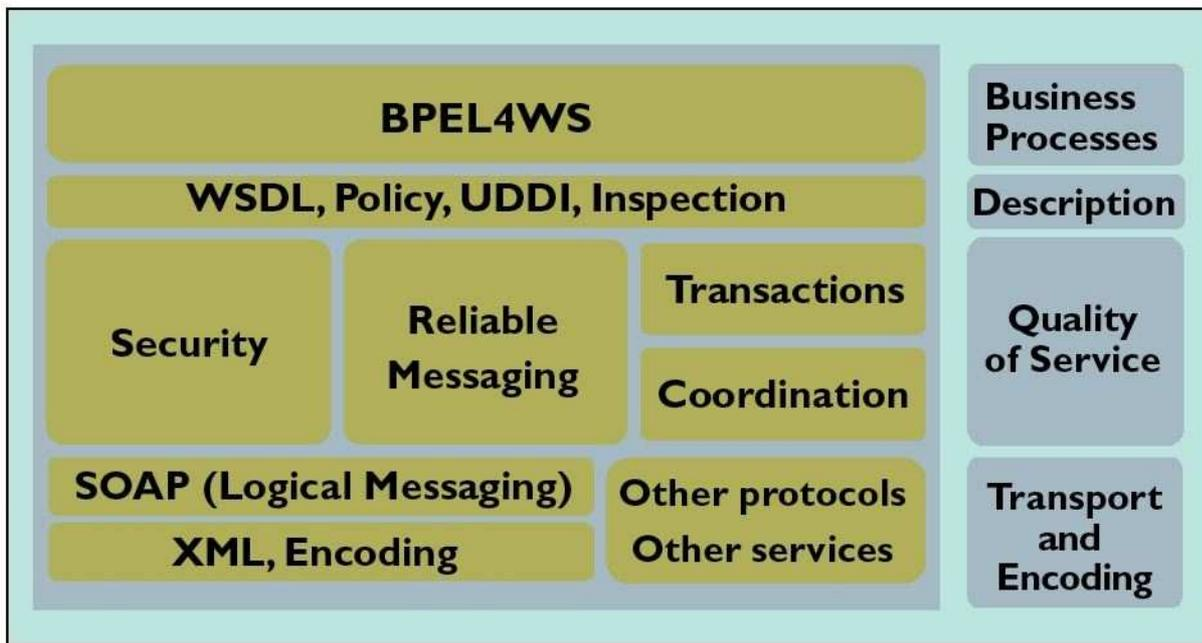 BPEL4WS
Business
Processes
WSDL, Policy, UDDI, Inspection
Description
Security
Reliable
Messaging
Transactions
Coordination
Quality
of Service
SOAP (Logical Messaging)
XML, Encoding
Other protocols
Other services
Transport
and
Encoding